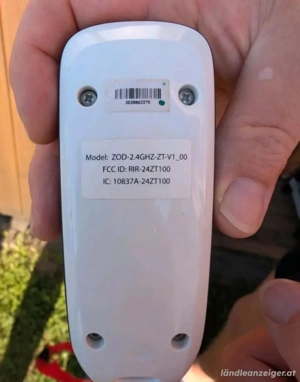 Model: ZOD-2.4GHZ-ZT-V1_00
FCC ID: RIR-24ZT100
IC: 10837A-24ZT100
ländleanzeiger.at